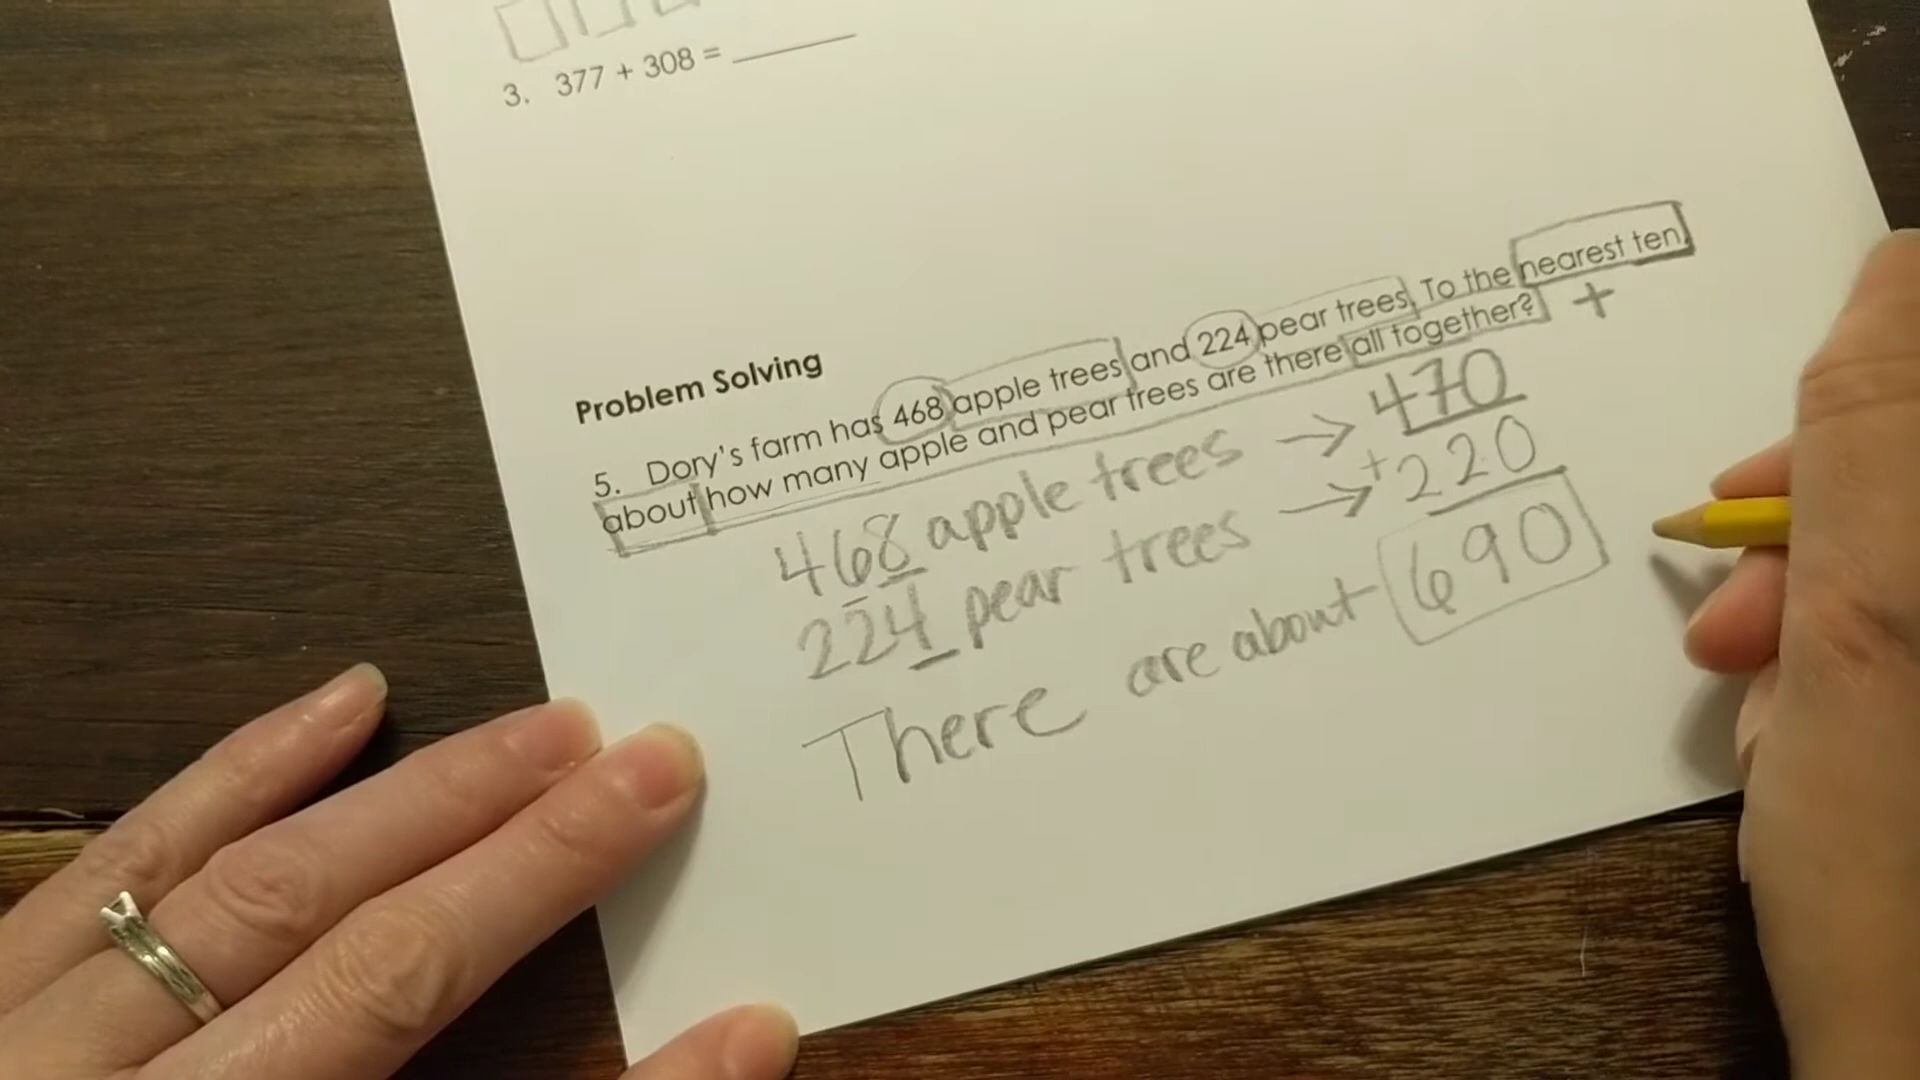 3. 377 + 308 = ______
Problem Solving
5. Dory's farm has 468 apple trees and 224 pear trees. To the nearest ten,
about how many apple and pear trees are there all together? +
468 apple trees → 470
224 pear trees → + 220
There are about 690